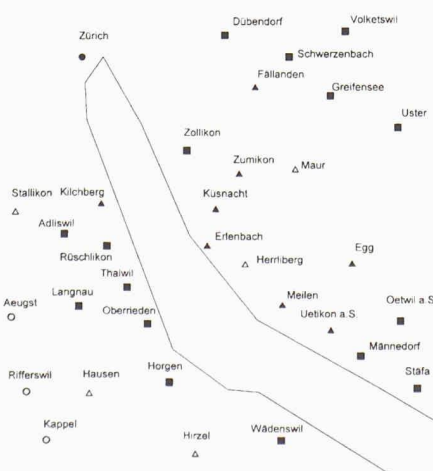 Volketswil
Dübendorf
Zürich
Schwerzenbach
Fällanden
Greifensee
Uster
Zollikon
Zumikon
Maur
Stallikon
Kilchberg
Küsnacht
Adliswil
Erlenbach
Egg
Rüschlikon
Herrliberg
Thalwil
Langnau
Meilen
Oetwil a.S.
Aeugst
Oberrieden
Uetikon a.S.
Männedorf
Horgen
Stäfa
Rifferswil
Hausen
Kappel
Hirzel
Wädenswil